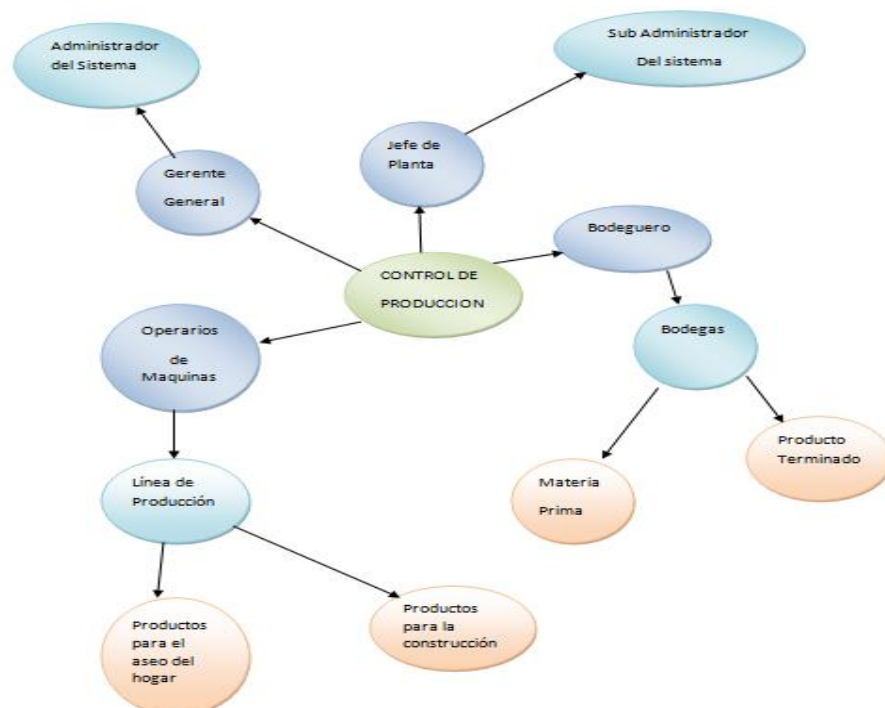 Administrador
del Sistema
Sub Administrador
Del sistema
Jefe de
Planta
Gerente
General
Bodeguero
CONTROL DE
PRODUCCION
Operarios
de
Maquinas
Bodegas
Producto
Terminado
Línea de
Producción
Materia
Prima
Productos
para el
aseo del
hogar
Productos
para la
construcción